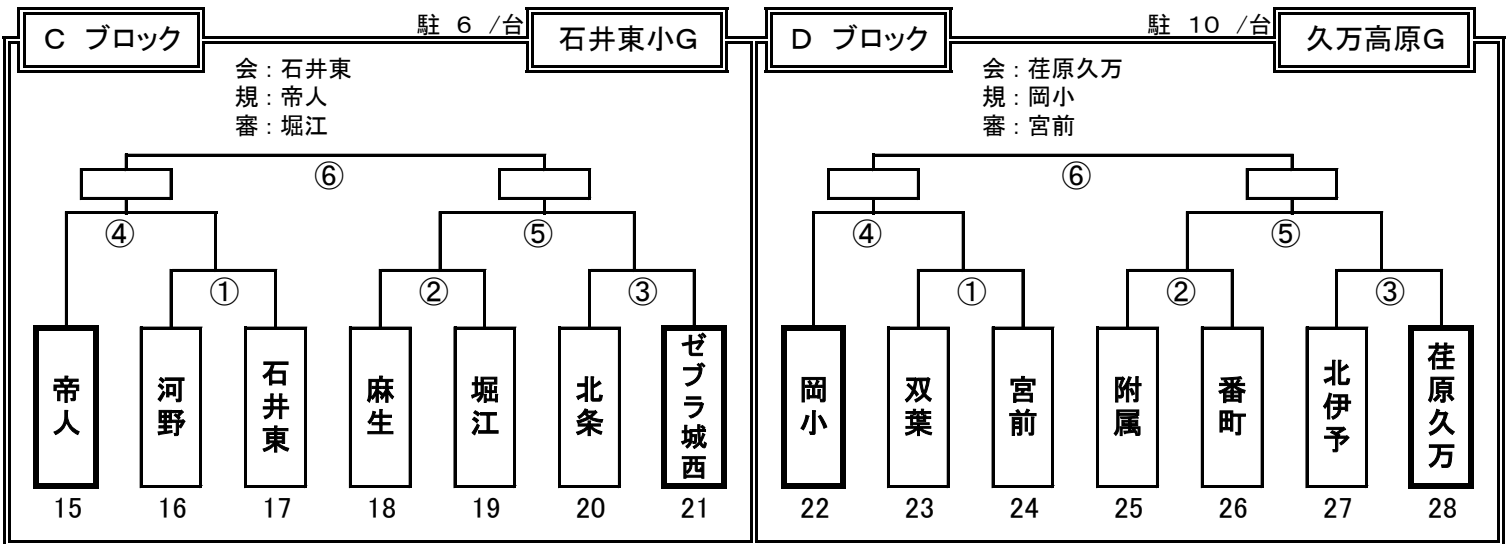 C ブロック
駐 6 /台
石井東小G
会：石井東
規：帝人
審：堀江
⑥
④
⑤
①
②
③
帝人
河野
石井東
麻生
堀江
北条
ゼブラ城西
15
16
17
18
19
20
21
D ブロック
駐 10 /台
久万高原G
会：荏原久万
規：岡小
審：宮前
⑥
④
⑤
①
②
③
岡小
双葉
宮前
附属
番町
北伊予
荏原久万
22
23
24
25
26
27
28